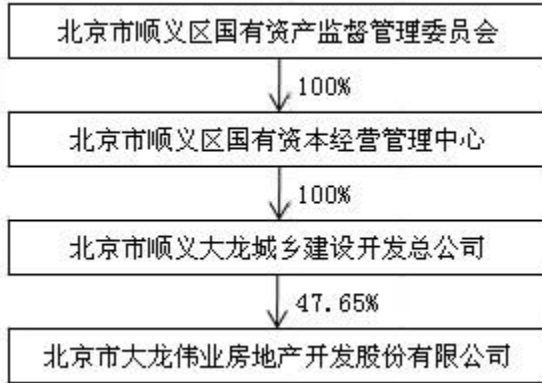 北京市顺义区国有资产监督管理委员会
100%
北京市顺义区国有资本经营管理中心
100%
北京市顺义大龙城乡建设开发总公司
47.65%
北京市大龙伟业房地产开发股份有限公司